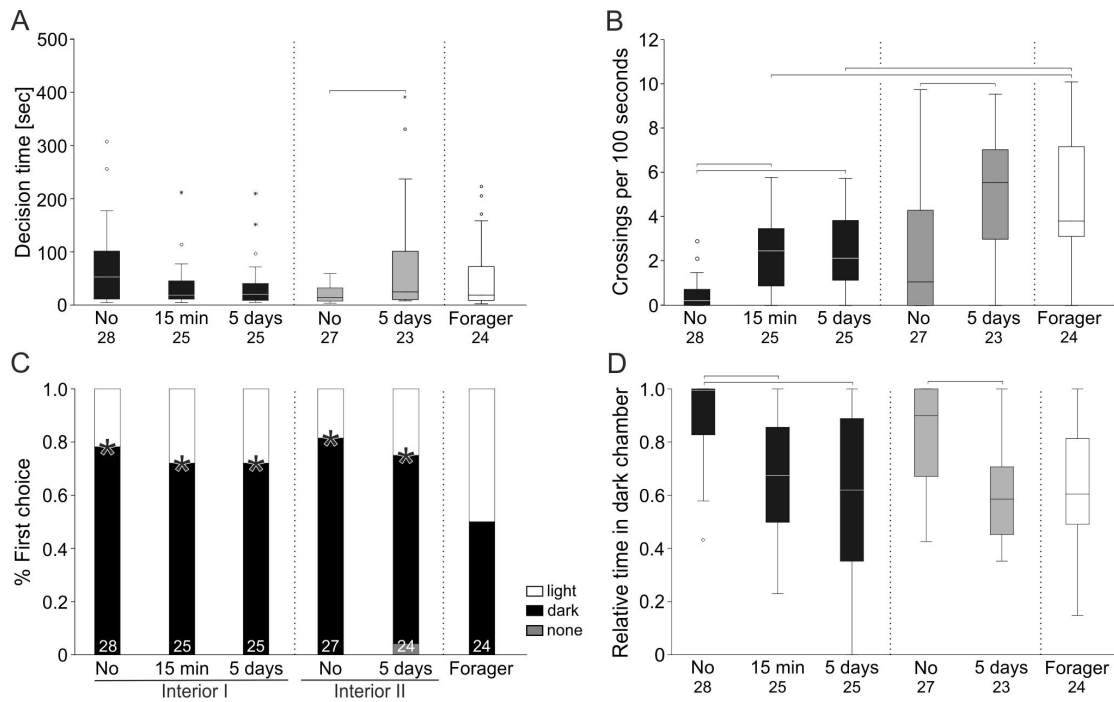 A
Decision time [sec]
500
400
300
200
100
0
No 15 min 5 days No 5 days Forager
28 25 25 27 23 24
B
Crossings per 100 seconds
12
10
8
6
4
2
0
No 15 min 5 days No 5 days Forager
28 25 25 27 23 24
C
% First choice
1.0
0.8
0.6
0.4
0.2
0
* * * * *
28 25 25 27 24 24
No 15 min 5 days No 5 days Forager
Interior I Interior II
light
dark
none
D
Relative time in dark chamber
1.0
0.8
0.6
0.4
0.2
0
No 15 min 5 days No 5 days Forager
28 25 25 27 23 24